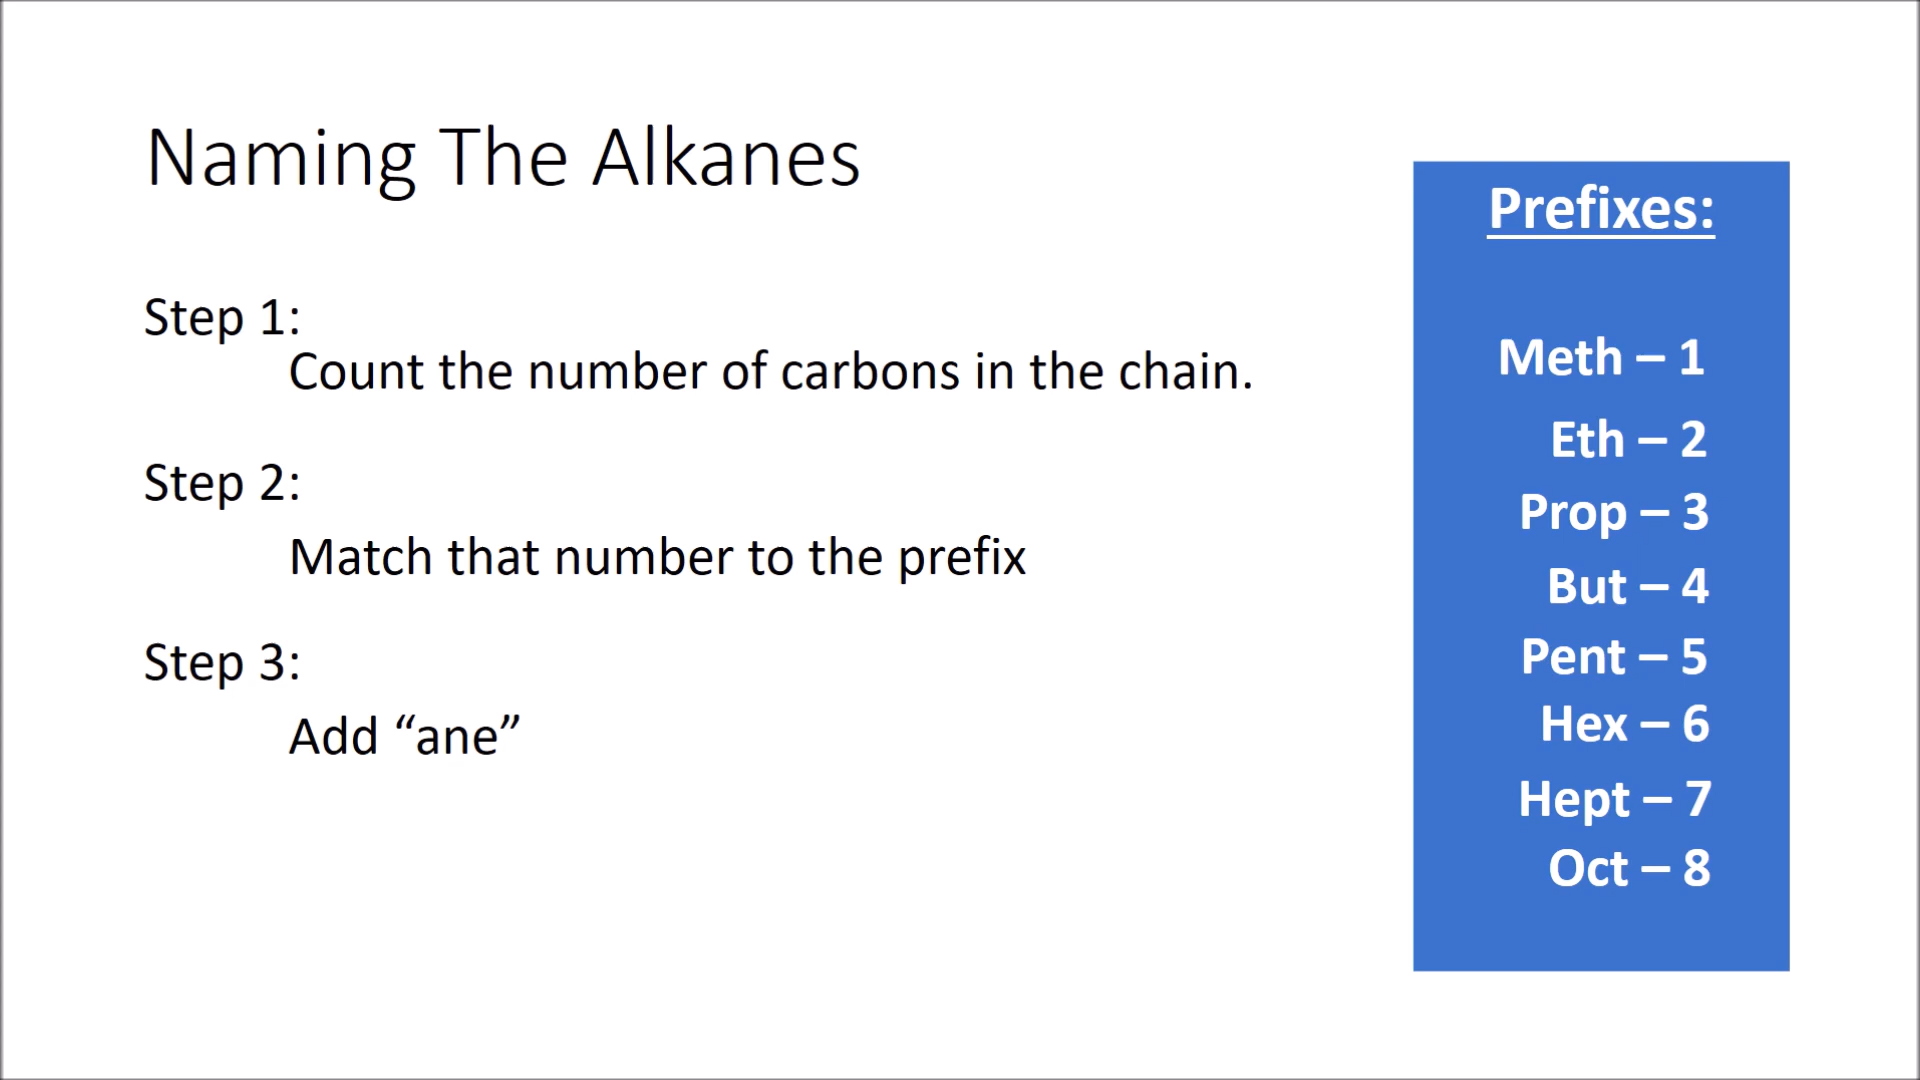 Naming The Alkanes
Step 1:
Count the number of carbons in the chain.
Step 2:
Match that number to the prefix
Step 3:
Add “ane”
Prefixes:
Meth – 1
Eth – 2
Prop – 3
But – 4
Pent – 5
Hex – 6
Hept – 7
Oct – 8